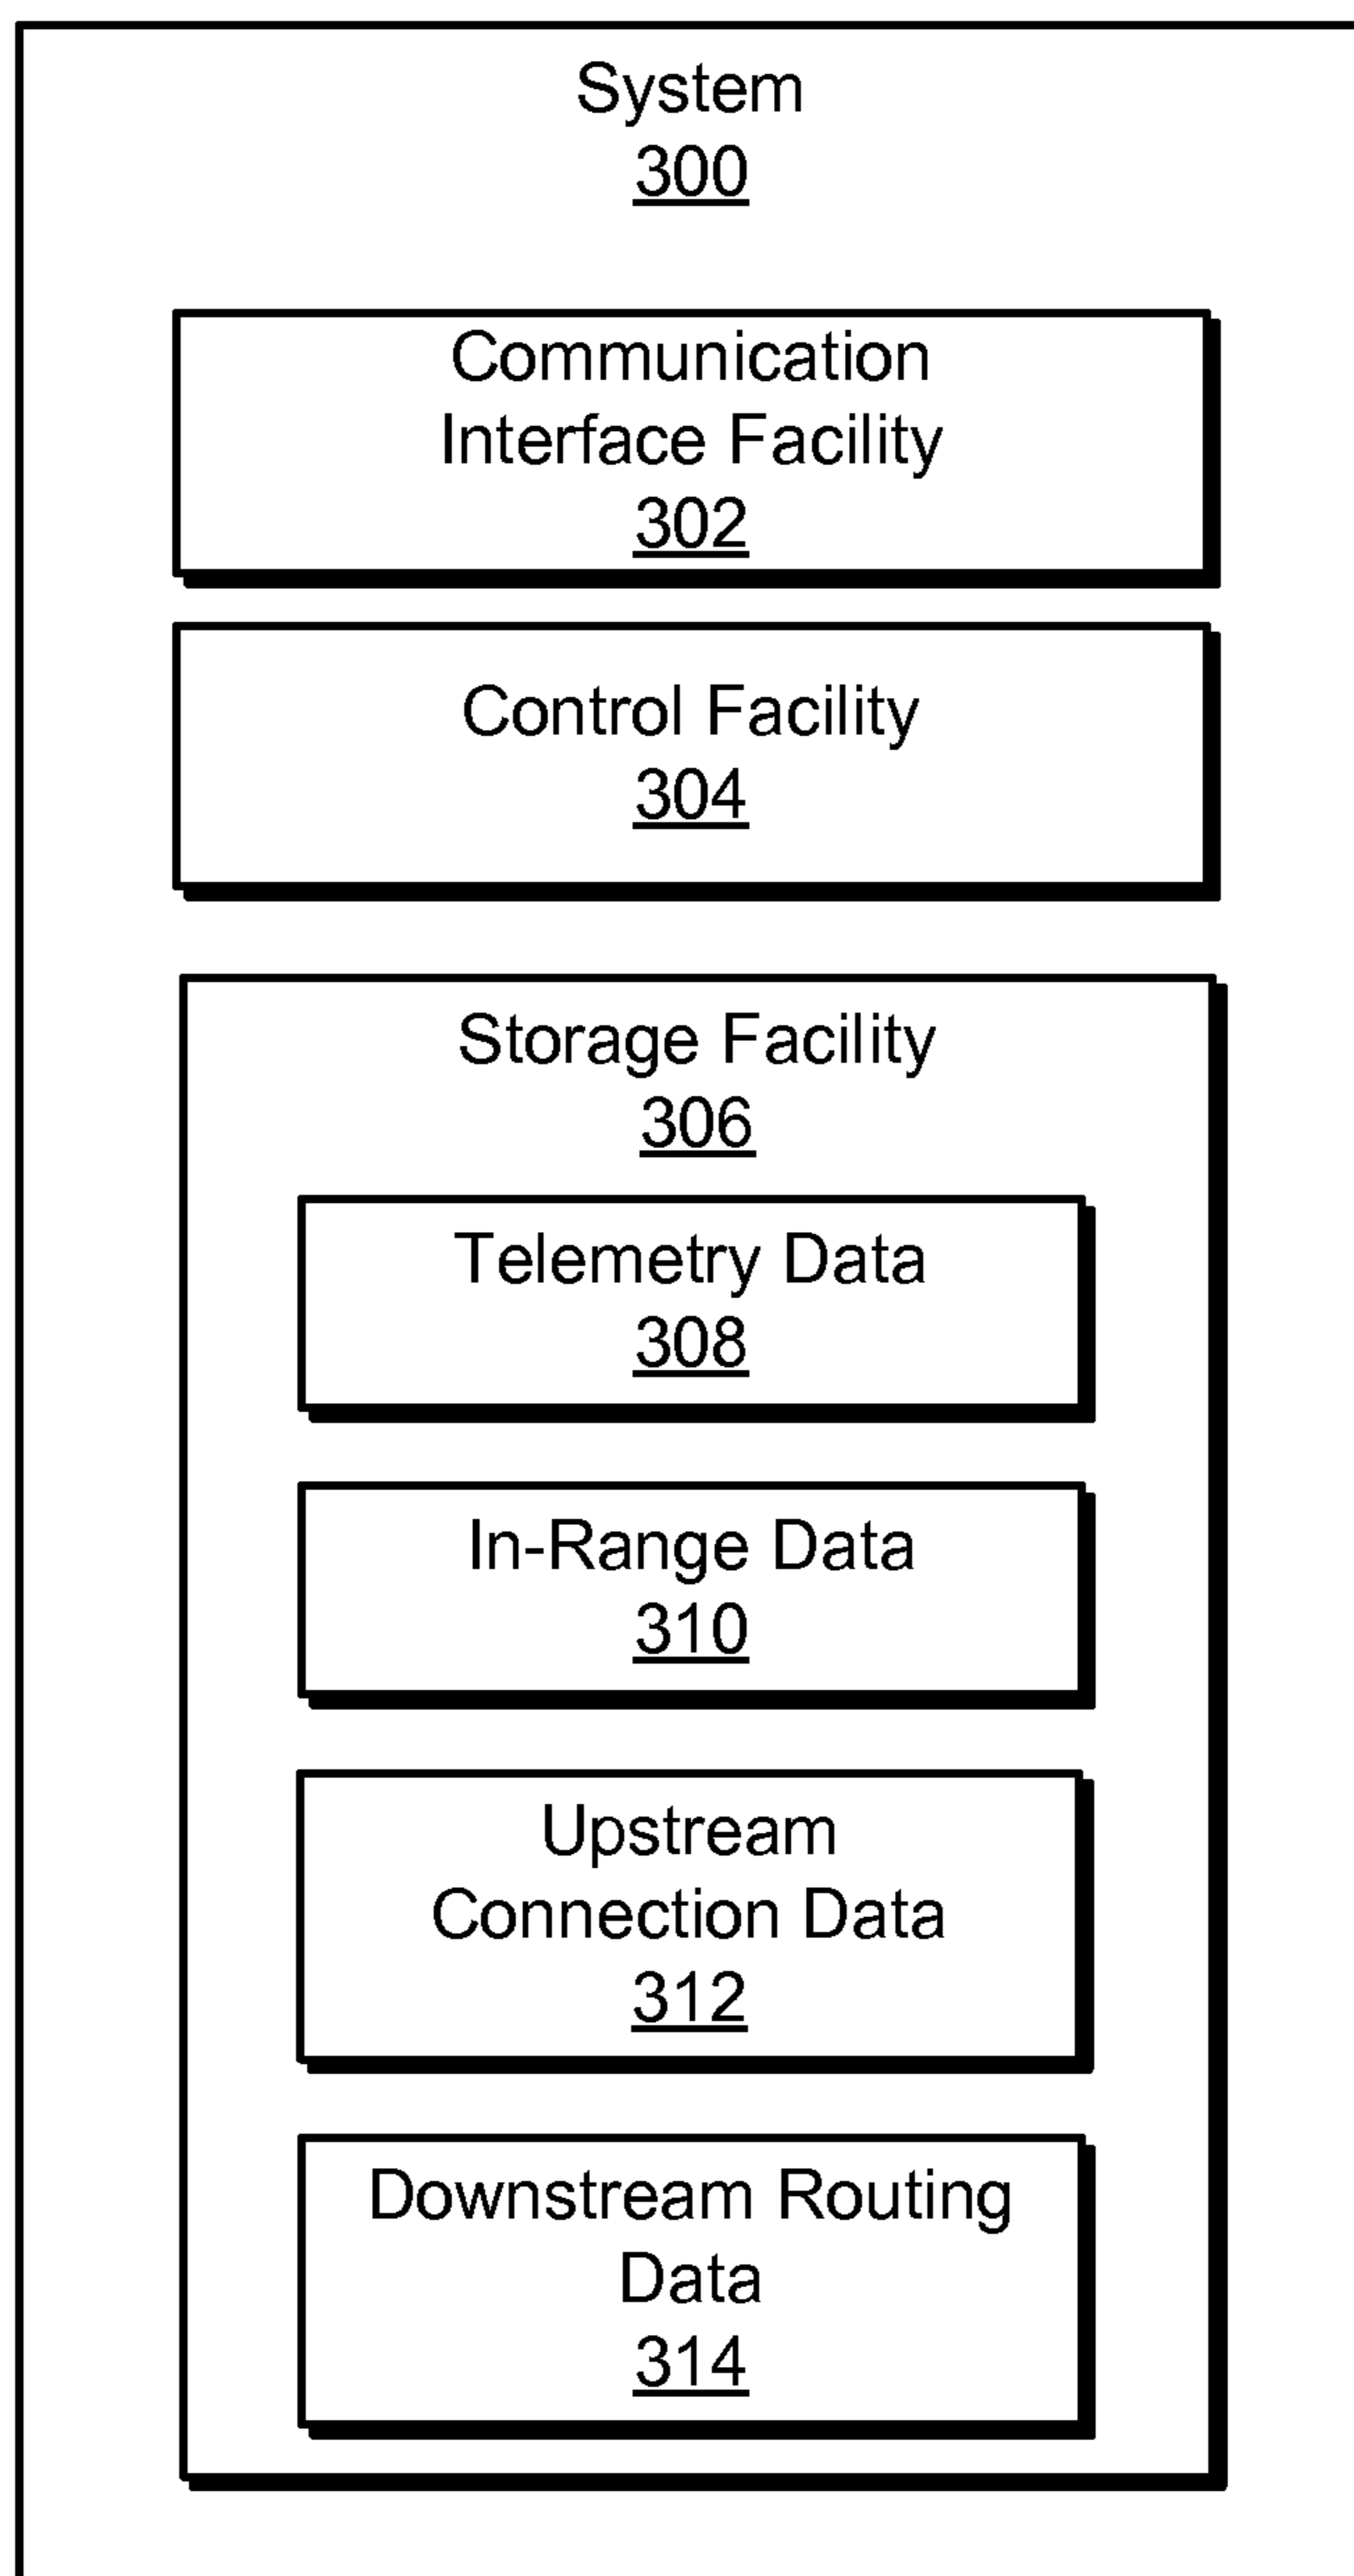 System
300
Communication
Interface Facility
302
Control Facility
304
Storage Facility
306
Telemetry Data
308
In-Range Data
310
Upstream
Connection Data
312
Downstream Routing
Data
314